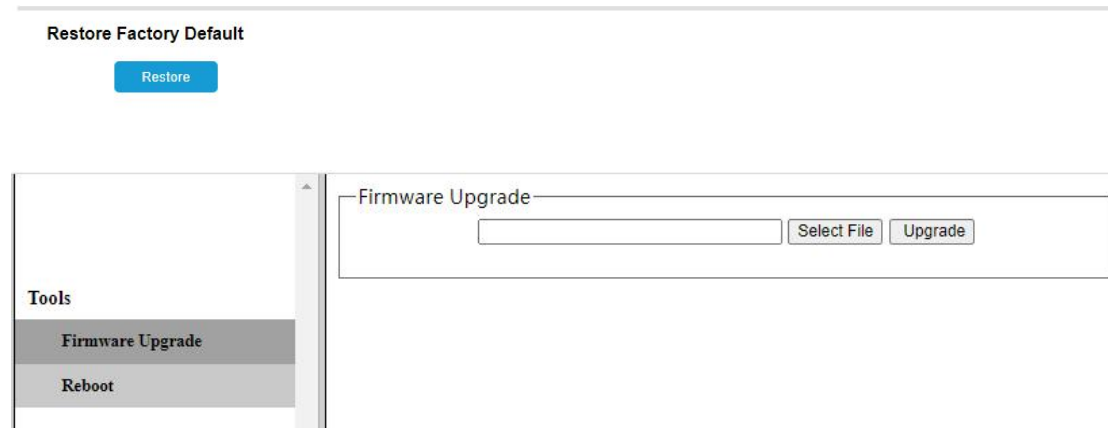 Restore Factory Default
Restore
Firmware Upgrade
Select File Upgrade
Tools
Firmware Upgrade
Reboot